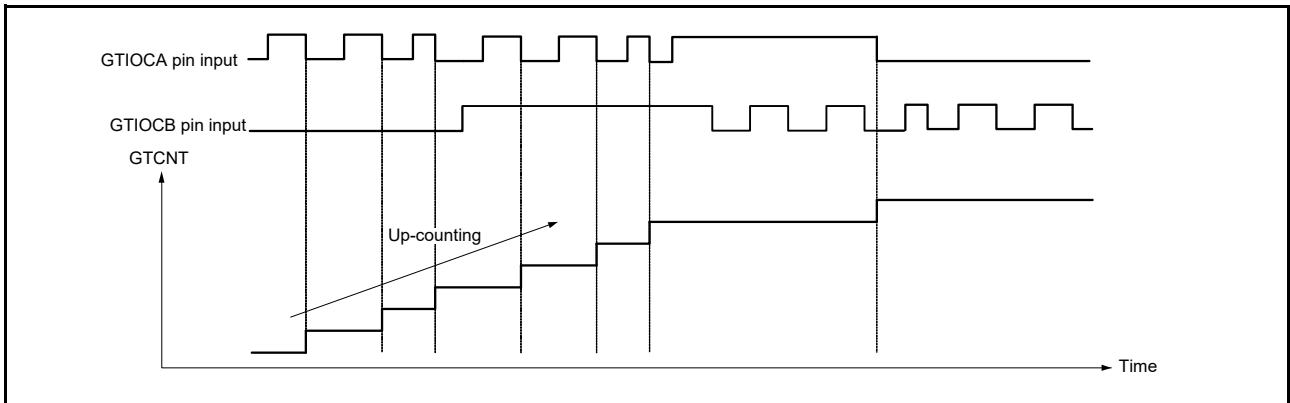 GTIOCA pin input
GTIOCB pin input
GTCNT
Up-counting
Time